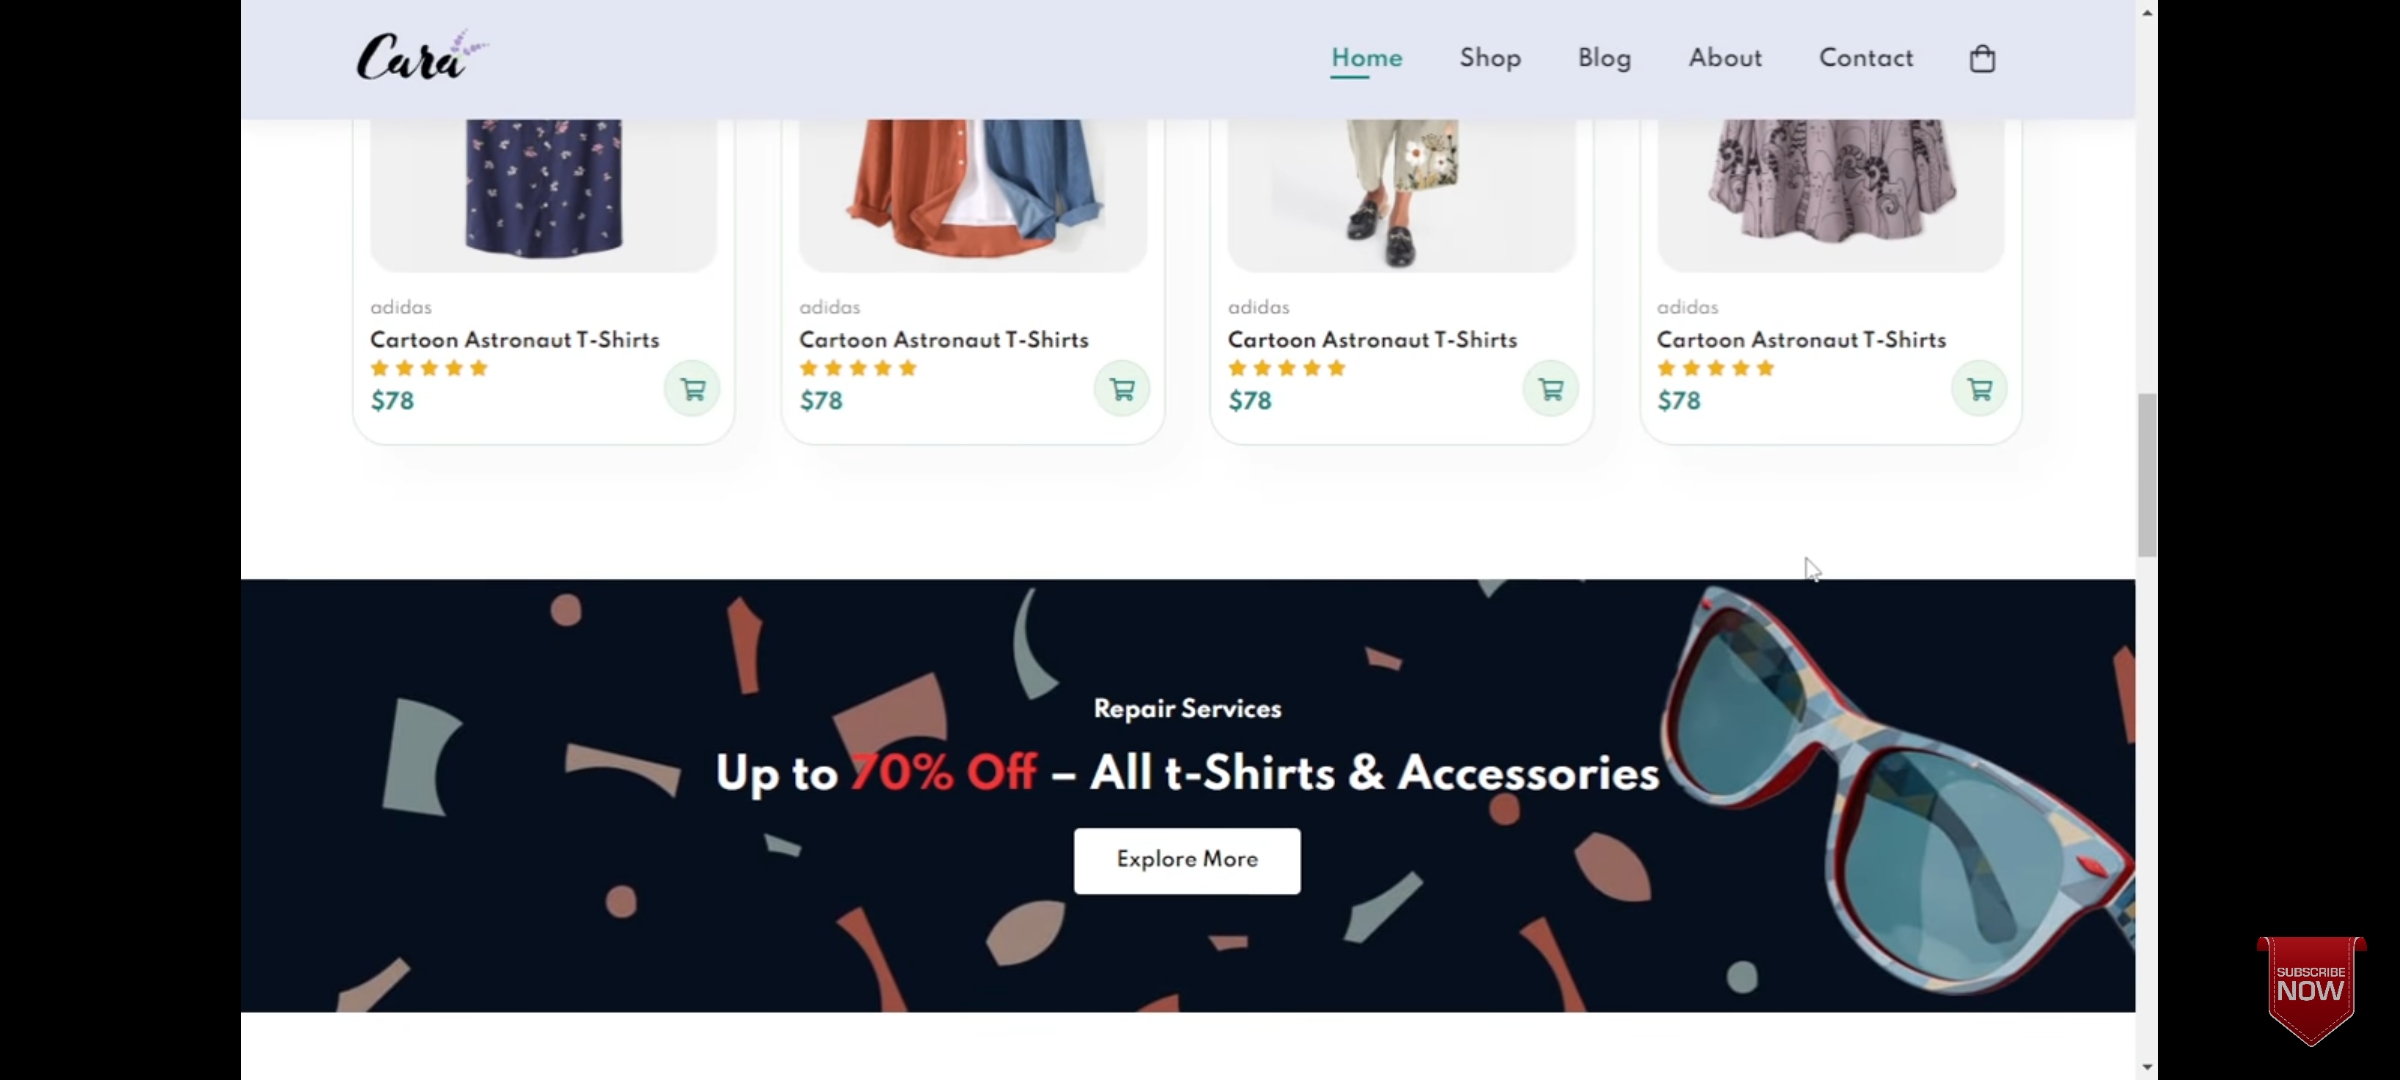 Cara
Home Shop Blog About Contact
adidas adidas adidas adidas
Cartoon Astronaut T-Shirts Cartoon Astronaut T-Shirts Cartoon Astronaut T-Shirts Cartoon Astronaut T-Shirts
$78 $78 $78 $78
Repair Services
Up to 70% Off – All t-Shirts & Accessories
Explore More
SUBSCRIBE
NOW